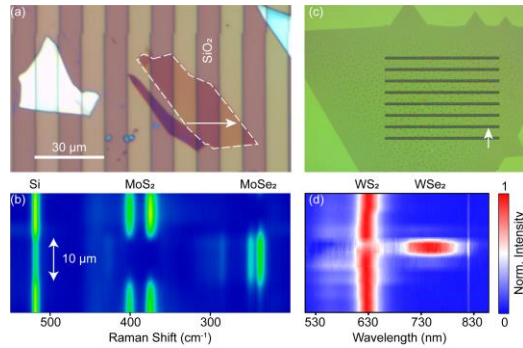 (a)
SiO₂
30 µm
(c)
Si
MoS₂
MoSe₂
(b)
10 µm
500
400
300
Raman Shift (cm⁻¹)
WS₂
WSe₂
(d)
530
630
730
830
Wavelength (nm)
1
0
Norm. Intensity